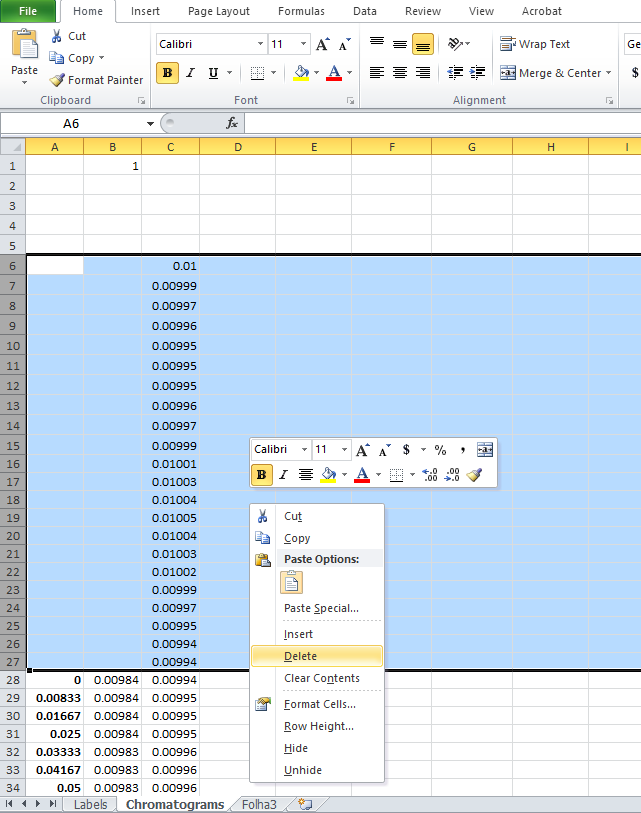 File Home Insert Page Layout Formulas Data Review View Acrobat
Cut
Copy
Format Painter
Paste
Clipboard
Calibri 11 A A
B I U A
Font
Wrap Text
Merge & Center
Alignment
Ge
$
A6 fx
A B C D E F G H I
1 1
2
3
4
5
6 0.01
7 0.00999
8 0.00997
9 0.00996
10 0.00995
11 0.00995
12 0.00995
13 0.00996
14 0.00997
15 0.00999
16 0.01001
17 0.01003
18 0.01004
19 0.01005
20 0.01004
21 0.01003
22 0.01002
23 0.00999
24 0.00997
25 0.00995
26 0.00994
27 0.00994
28 0 0.00984 0.00994
29 0.00833 0.00984 0.00995
30 0.01667 0.00984 0.00995
31 0.025 0.00984 0.00995
32 0.03333 0.00983 0.00996
33 0.04167 0.00983 0.00996
34 0.05 0.00983 0.00996
Calibri 11 A A $ % ,
B I A .00 .0 .00
Cut
Copy
Paste Options:
Paste Special...
Insert
Delete
Clear Contents
Format Cells...
Row Height...
Hide
Unhide
Labels Chromatograms Folha3